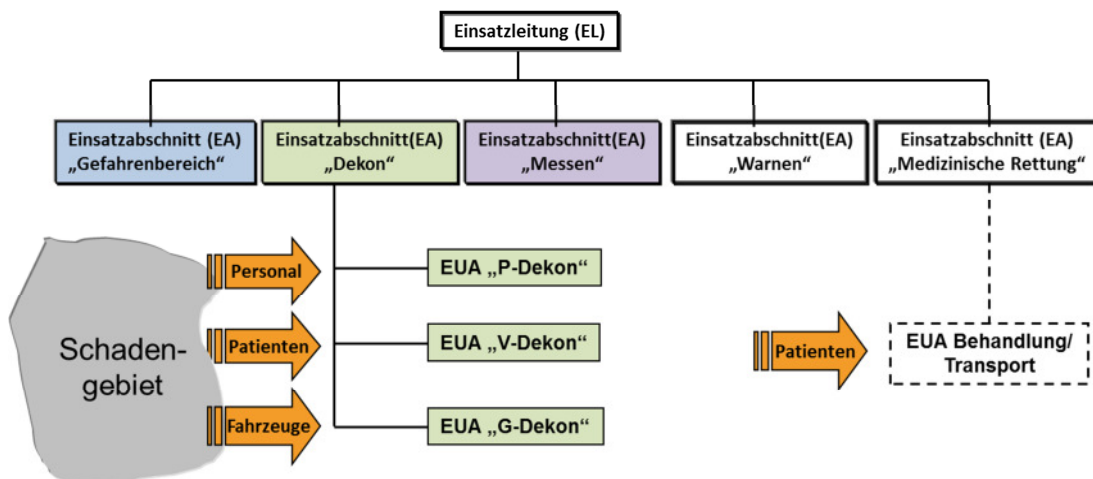 Einsatzleitung (EL)
Einsatzabschnitt (EA)
„Gefahrenbereich“
Einsatzabschnitt(EA)
„Dekon“
Einsatzabschnitt(EA)
„Messen“
Einsatzabschnitt(EA)
„Warnen“
Einsatzabschnitt (EA)
„Medizinische Rettung“
Schaden-
gebiet
Personal
EUA „P-Dekon“
Patienten
EUA „V-Dekon“
Fahrzeuge
EUA „G-Dekon“
Patienten
EUA Behandlung/
Transport